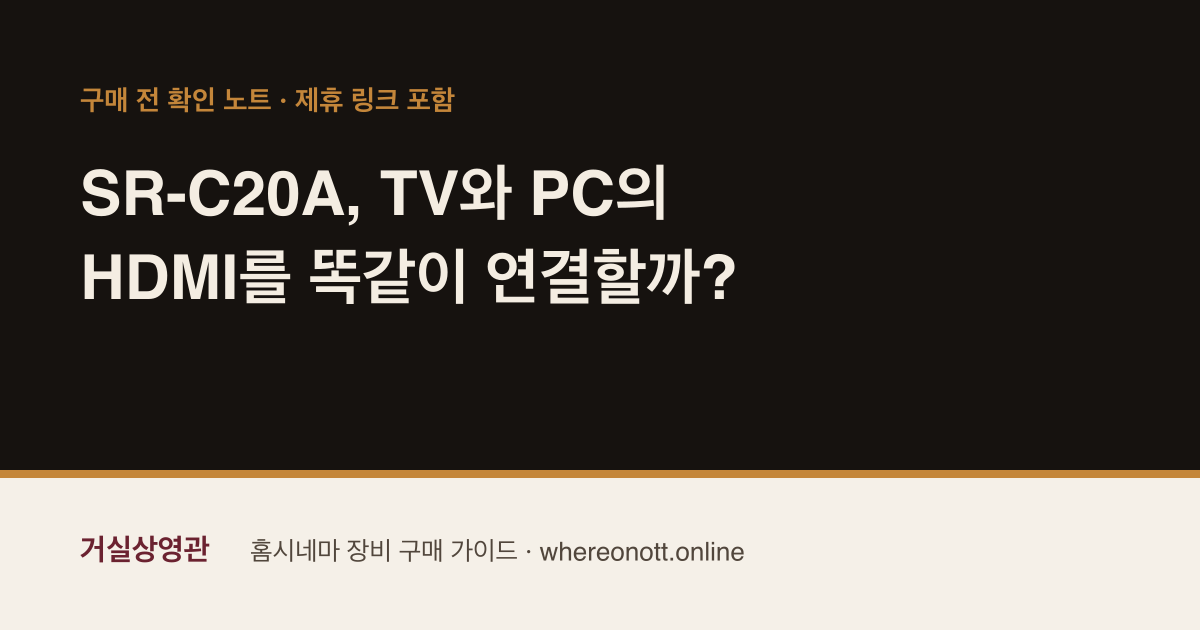 구매 전 확인 노트 · 제휴 링크 포함
SR-C20A, TV와 PC의
HDMI를 똑같이 연결할까?
거실상영관 홈시네마 장비 구매 가이드 · whereonott.online